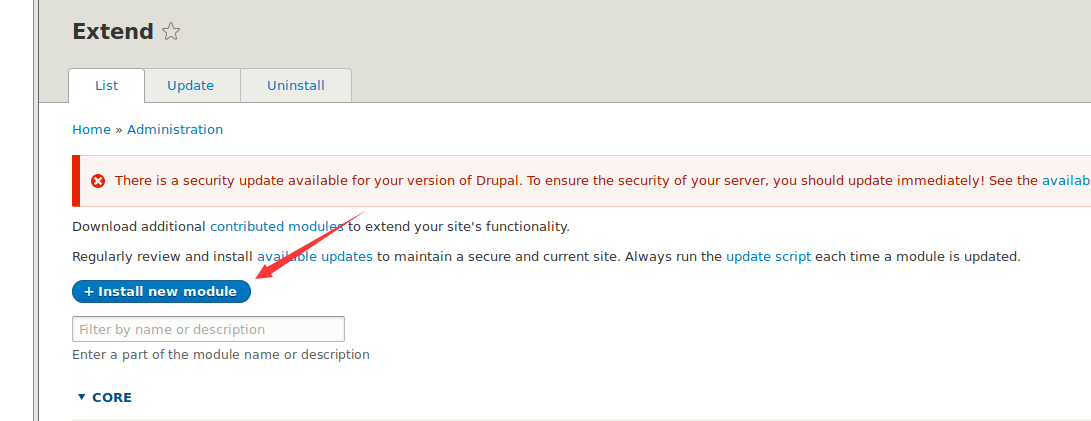 Extend
List Update Uninstall
Home » Administration
There is a security update available for your version of Drupal. To ensure the security of your server, you should update immediately! See the availab
Download additional contributed modules to extend your site's functionality.
Regularly review and install available updates to maintain a secure and current site. Always run the update script each time a module is updated.
+ Install new module
Filter by name or description
Enter a part of the module name or description
▼ CORE